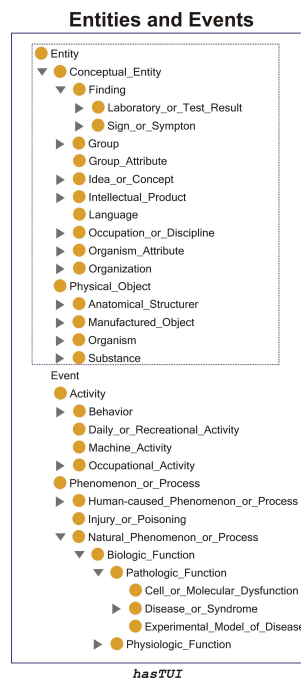 Entities and Events
Entity
Conceptual_Entity
Finding
Laboratory_or_Test_Result
Sign_or_Sympton
Group
Group_Attribute
Idea_or_Concept
Intellectual_Product
Language
Occupation_or_Discipline
Organism_Attribute
Organization
Physical_Object
Anatomical_Structurer
Manufactured_Object
Organism
Substance
Event
Activity
Behavior
Daily_or_Recreational_Activity
Machine_Activity
Occupational_Activity
Phenomenon_or_Process
Human-caused_Phenomenon_or_Process
Injury_or_Poisoning
Natural_Phenomenon_or_Process
Biologic_Function
Pathologic_Function
Cell_or_Molecular_Dysfunction
Disease_or_Syndrome
Experimental_Model_of_Disease
Physiologic_Function
hasTUI